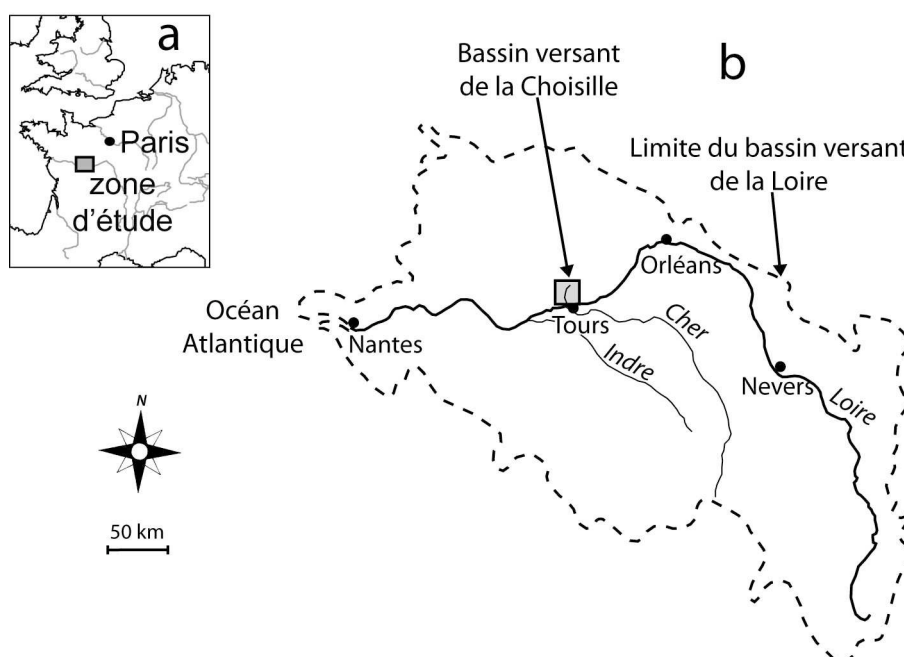 a
Paris
zone
d'étude
b
Bassin versant
de la Choisille
Limite du bassin versant
de la Loire
Orléans
Océan
Atlantique
Nantes
Tours
Cher
Indre
Nevers
Loire
N
50 km